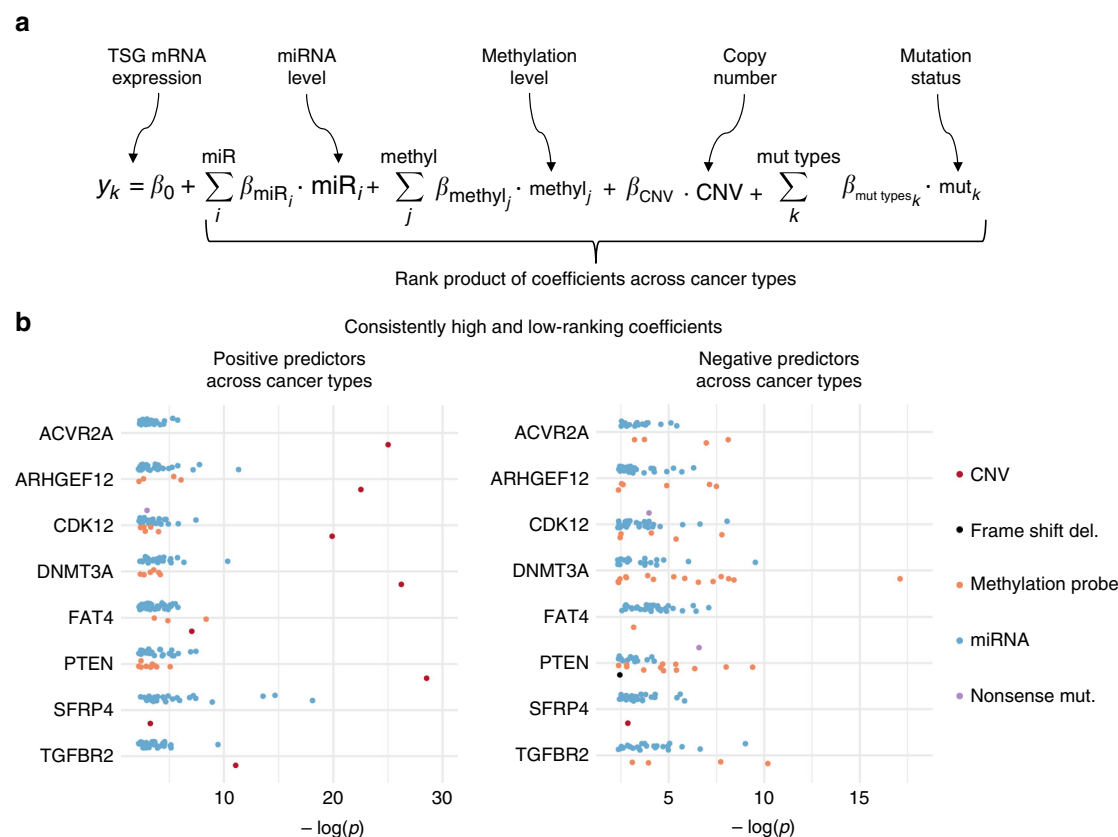 a
TSG mRNA expression
miRNA level
Methylation level
Copy number
Mutation status
y_k = β_0 + ∑_i^miR β_miR_i · miR_i + ∑_j^methyl β_methyl_j · methyl_j + β_CNV · CNV + ∑_k^mut types β_mut types_k · mut_k
Rank product of coefficients across cancer types
b
Consistently high and low-ranking coefficients
Positive predictors
across cancer types
ACVR2A
ARHGEF12
CDK12
DNMT3A
FAT4
PTEN
SFRP4
TGFBR2
10 20 30
– log(p)
Negative predictors
across cancer types
ACVR2A
ARHGEF12
CDK12
DNMT3A
FAT4
PTEN
SFRP4
TGFBR2
5 10 15
– log(p)
CNV
Frame shift del.
Methylation probe
miRNA
Nonsense mut.